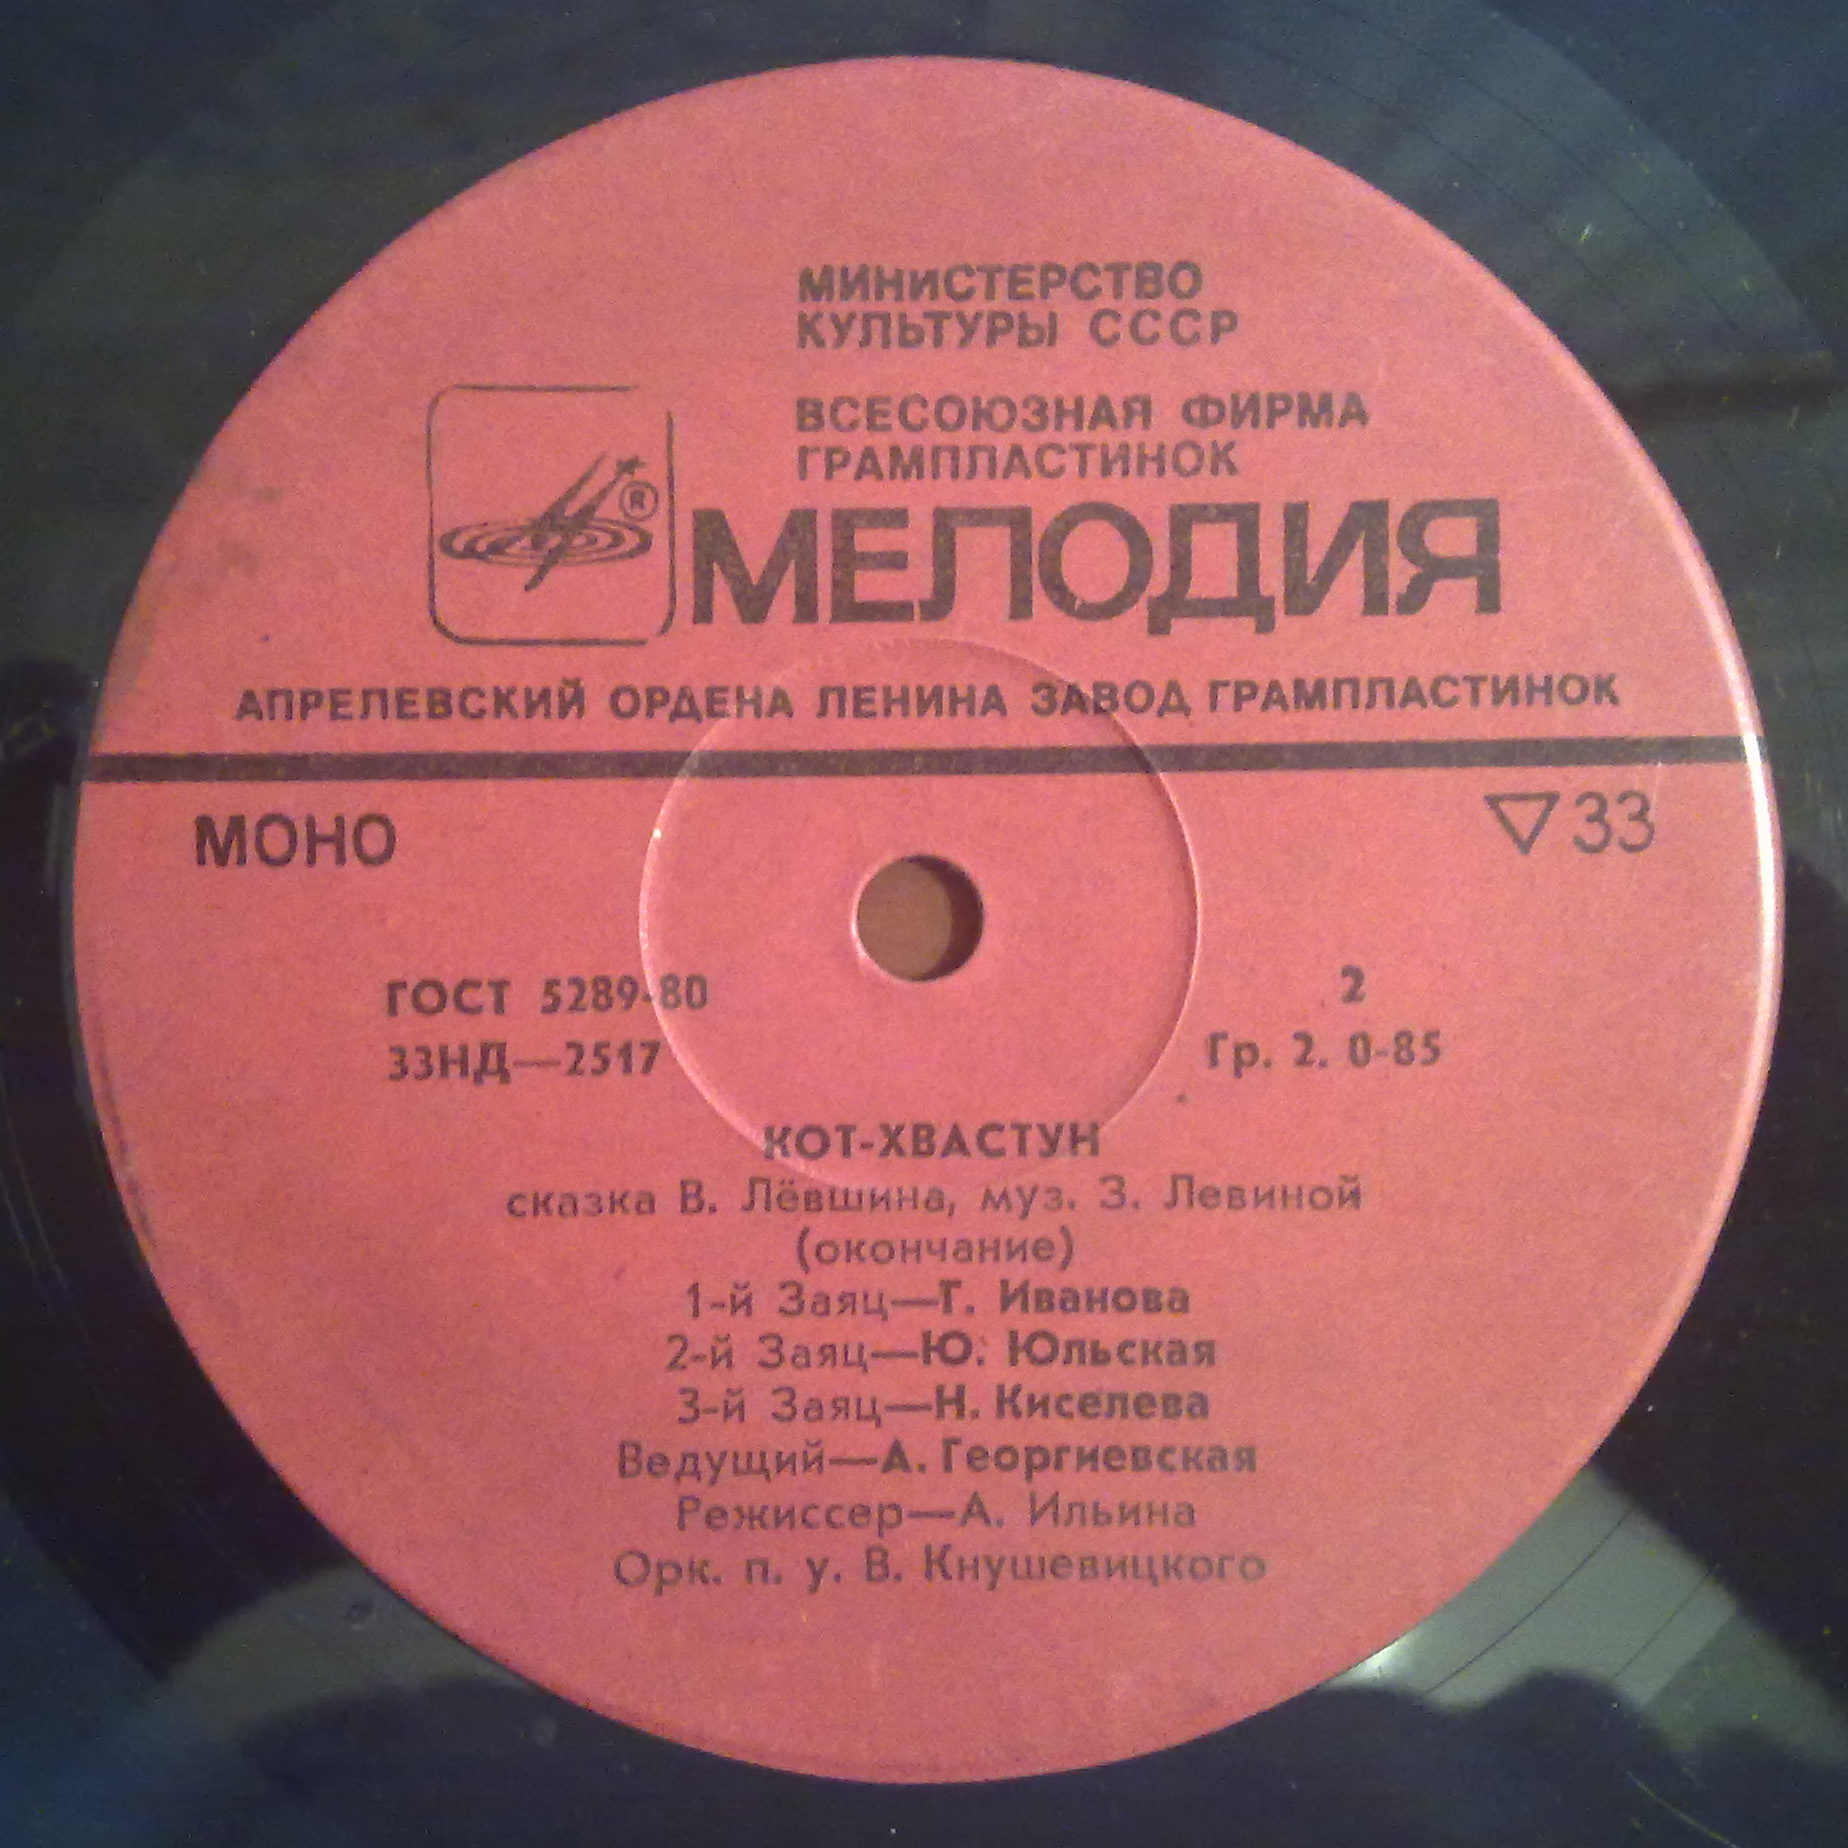 МИНИСТЕРСТВО
КУЛЬТУРЫ СССР
ВСЕСОЮЗНАЯ ФИРМА
ГРАМПЛАСТИНОК
®
МЕЛОДИЯ
АПРЕЛЕВСКИЙ ОРДЕНА ЛЕНИНА ЗАВОД ГРАМПЛАСТИНОК
МОНО ▽33
ГОСТ 5289-80 2
33НД—2517 Гр. 2. 0-85
КОТ-ХВАСТУН
сказка В. Лёвшина, муз. З. Левиной
(окончание)
1-й Заяц—Г. Иванова
2-й Заяц—Ю. Юльская
3-й Заяц—Н. Киселева
Ведущий—А. Георгиевская
Режиссер—А. Ильина
Орк. п. у. В. Кнушевицкого